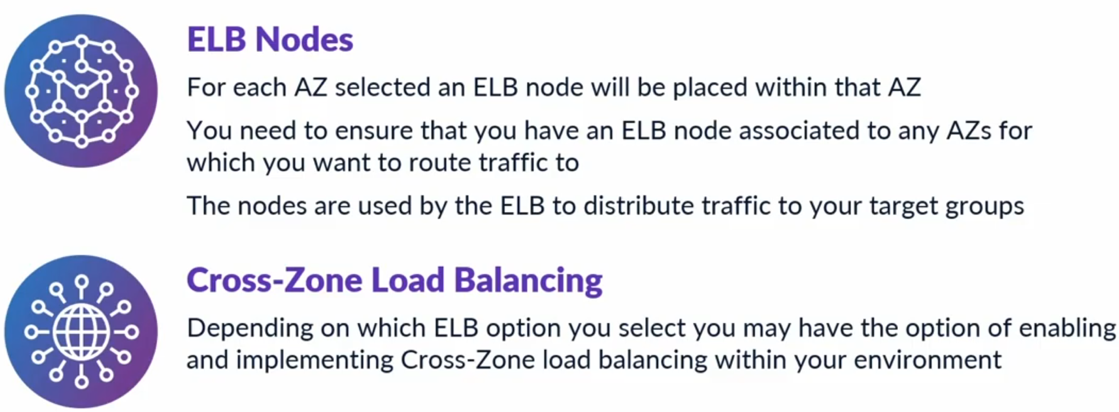 ELB Nodes
For each AZ selected an ELB node will be placed within that AZ
You need to ensure that you have an ELB node associated to any AZs for
which you want to route traffic to
The nodes are used by the ELB to distribute traffic to your target groups
Cross-Zone Load Balancing
Depending on which ELB option you select you may have the option of enabling
and implementing Cross-Zone load balancing within your environment